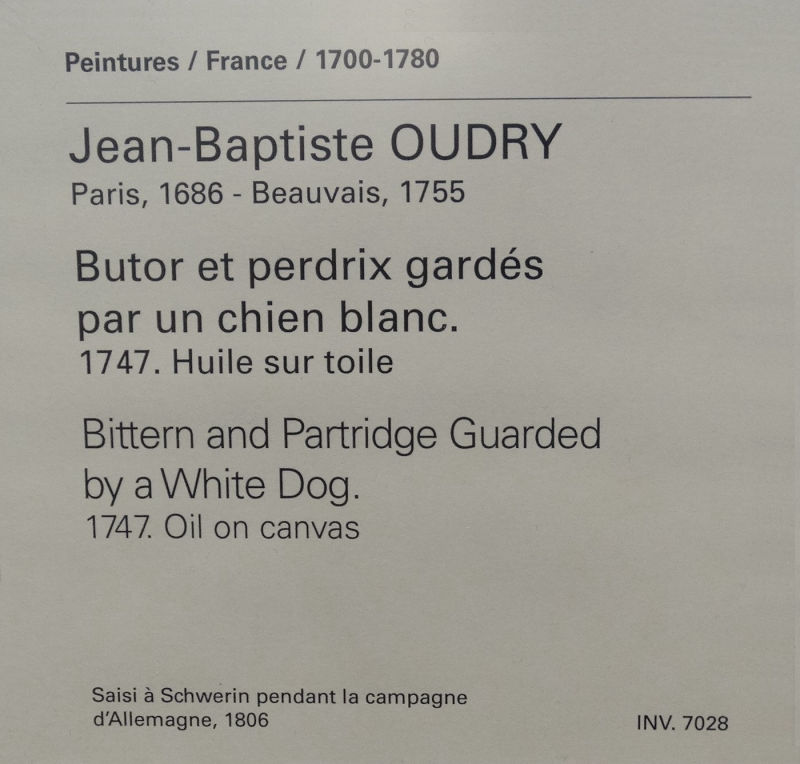 Peintures / France / 1700-1780
Jean-Baptiste OUDRY
Paris, 1686 - Beauvais, 1755
Butor et perdrix gardés
par un chien blanc.
1747. Huile sur toile
Bittern and Partridge Guarded
by a White Dog.
1747. Oil on canvas
Saisi à Schwerin pendant la campagne
d'Allemagne, 1806
INV. 7028